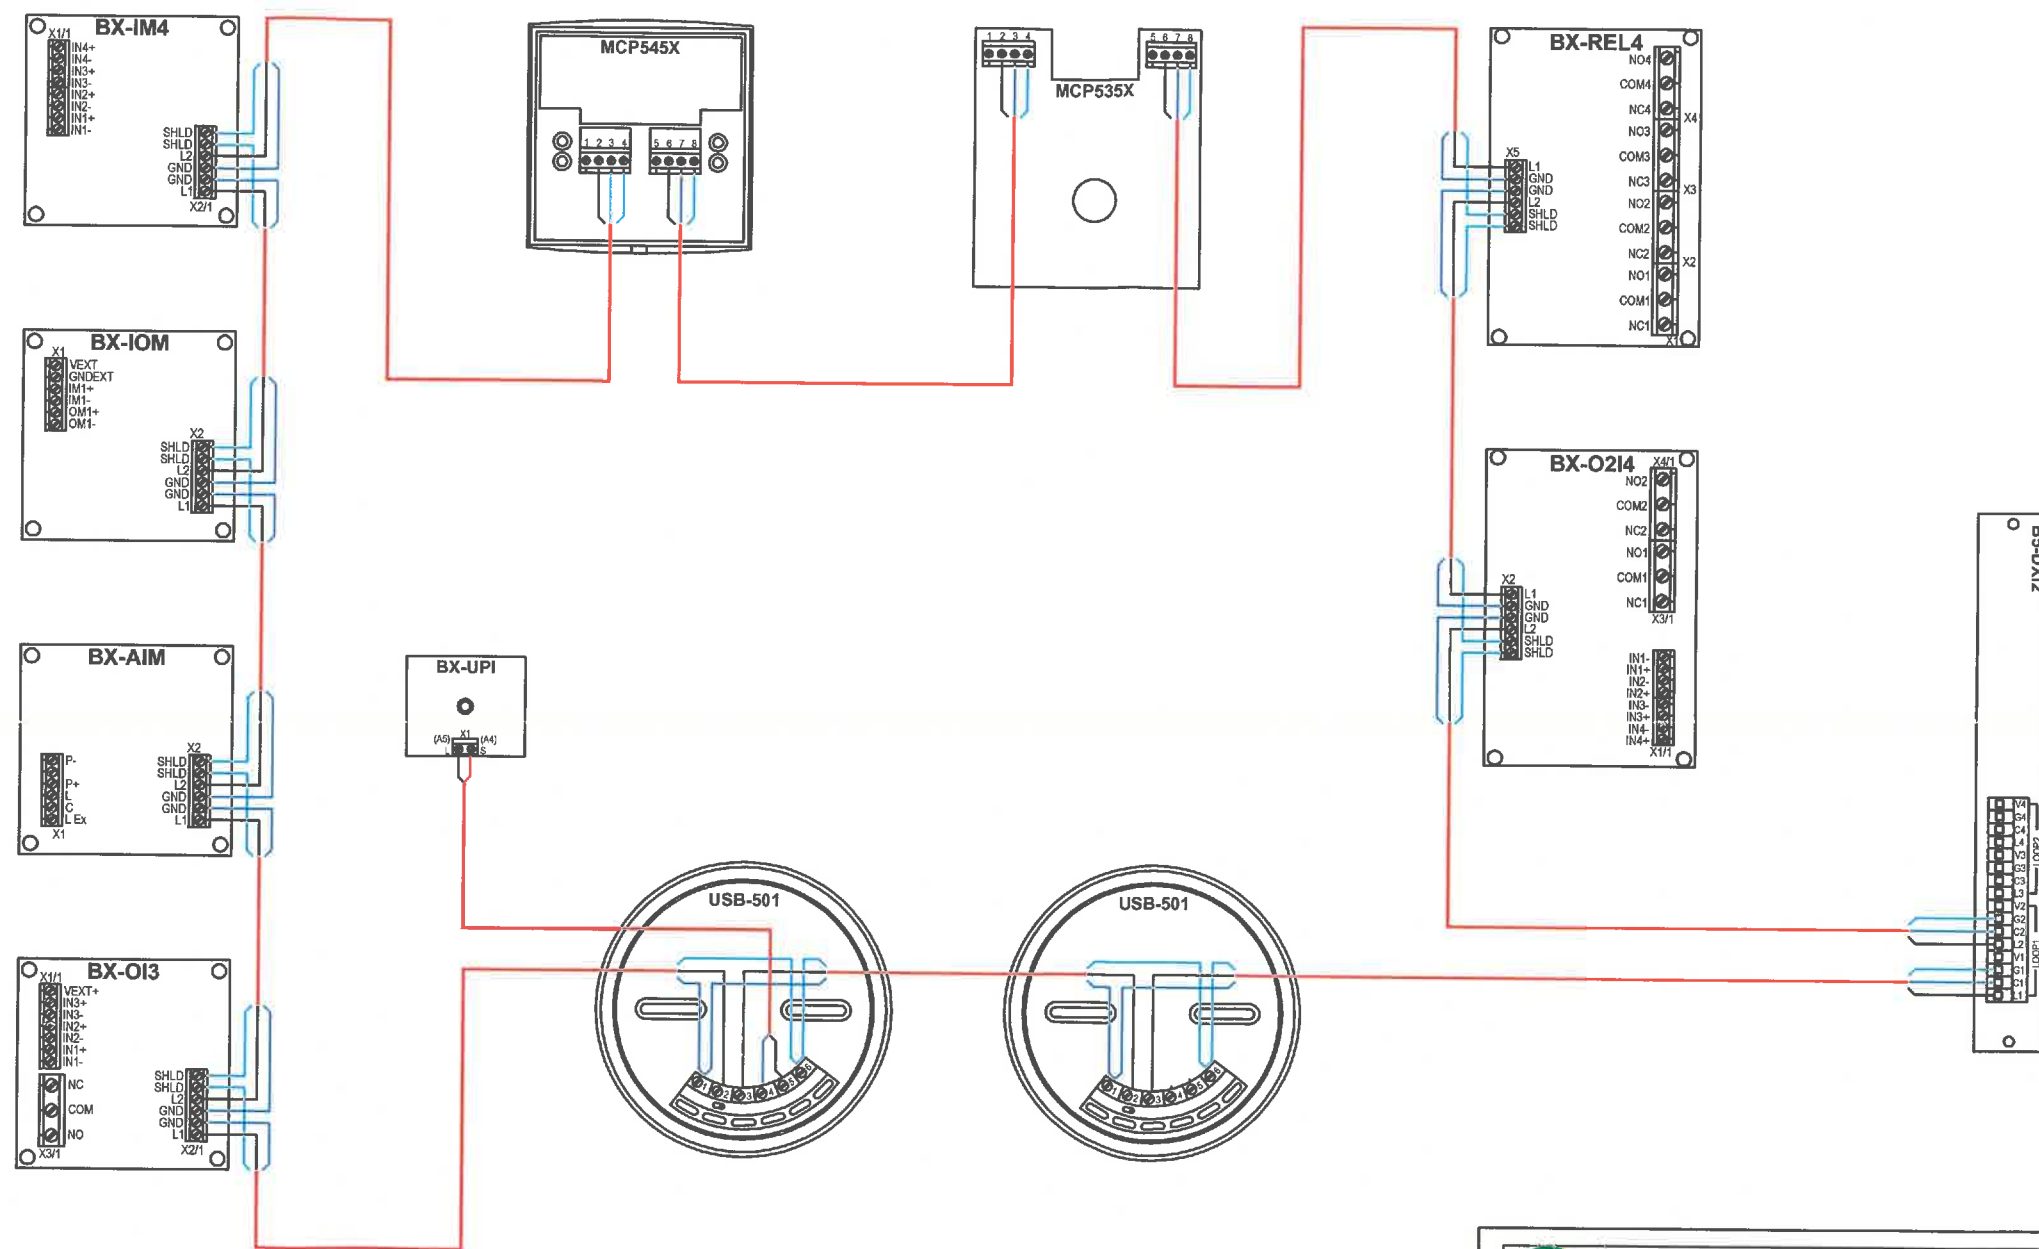 BX-IM4
X1/1
IN4+
IN4-
IN3+
IN3-
IN2+
IN2-
IN1+
IN1-
SHLD
SHLD
L2
GND
GND
L1
X2/1
MCP545X
1 2 3 4
5 6 7 8
MCP535X
1 2 3 4
5 6 7 8
BX-REL4
NO4
COM4
NC4
X4
NO3
COM3
NC3
X3
NO2
COM2
NC2
X2
NO1
COM1
NC1
X1
X5
L1
GND
GND
L2
SHLD
SHLD
BX-IOM
X1
VEXT
GNDEXT
IM1+
IM1-
OM1+
OM1-
X2
SHLD
SHLD
L2
GND
GND
L1
BX-O2I4
X4/1
NO2
COM2
NC2
NO1
COM1
NC1
X3/1
X2
L1
GND
GND
L2
SHLD
SHLD
IN1-
IN1+
IN2-
IN2+
IN3-
IN3+
IN4-
IN4+
X1/1
BX-AIM
P-
P+
L
C
L Ex
X1
X2
SHLD
SHLD
L2
GND
GND
L1
BX-UPI
X1
(A5) (A4)
L S
BX-OI3
X1/1
VEXT+
IN3+
IN3-
IN2+
IN2-
IN1+
IN1-
NC
COM
NO
X3/1
SHLD
SHLD
L2
GND
GND
L1
X2/1
USB-501
1 2 3 4 5 6
USB-501
1 2 3 4 5 6
V4
G4
C4
L4
V3
G3
C3
L3
LOOP2
V2
G2
C2
L2
V1
G1
C1
L1
LOOP1